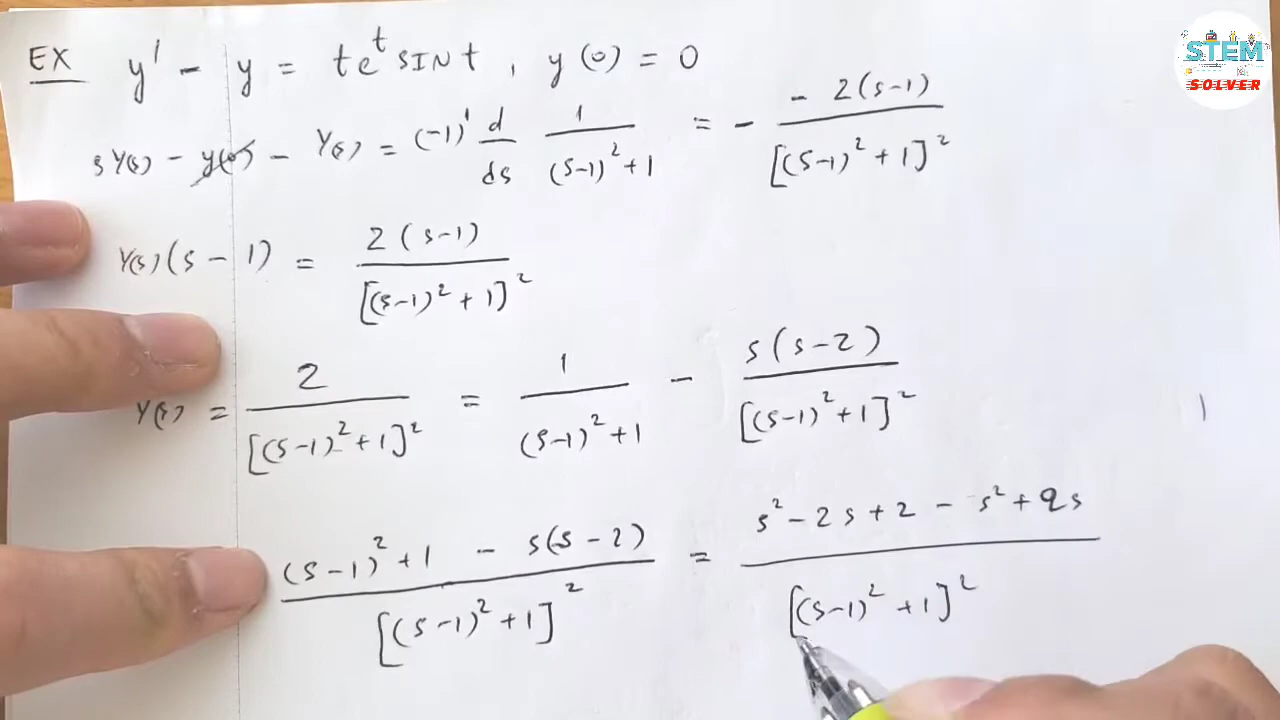 STEM
SOLVER
EX y' - y = te^t SIN t, y(0) = 0
sY(s) - y(0) - Y(s) = (-1)^1 d/ds 1/((s-1)^2+1) = - -2(s-1)/[(s-1)^2+1]^2
Y(s)(s-1) = 2(s-1)/[(s-1)^2+1]^2
Y(s) = 2/[(s-1)^2+1]^2 = 1/((s-1)^2+1) - s(s-2)/[(s-1)^2+1]^2
((s-1)^2+1 - s(s-2))/[(s-1)^2+1]^2 = (s^2-2s+2-s^2+2s)/[(s-1)^2+1]^2